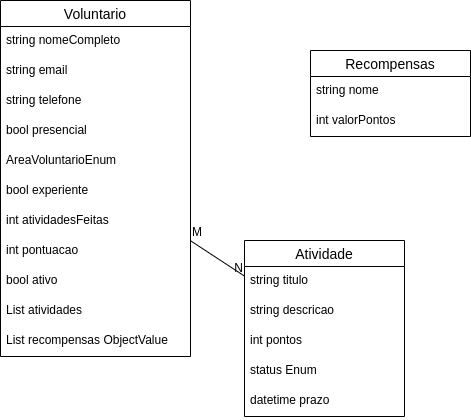 Voluntario
string nomeCompleto
string email
string telefone
bool presencial
AreaVoluntarioEnum
bool experiente
int atividadesFeitas
int pontuacao
bool ativo
List atividades
List recompensas ObjectValue
Recompensas
string nome
int valorPontos
M
N
Atividade
string titulo
string descricao
int pontos
status Enum
datetime prazo